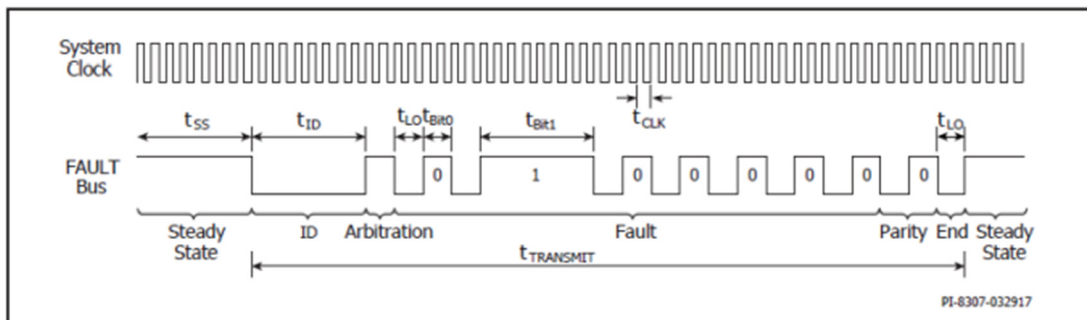 System
Clock
tSS tID tLO tBit0 tBit1 tCLK tLO
FAULT
Bus
0 1 0 0 0 0 0 0
Steady
State
ID Arbitration Fault Parity End Steady
State
tTRANSMIT
PI-8307-032917